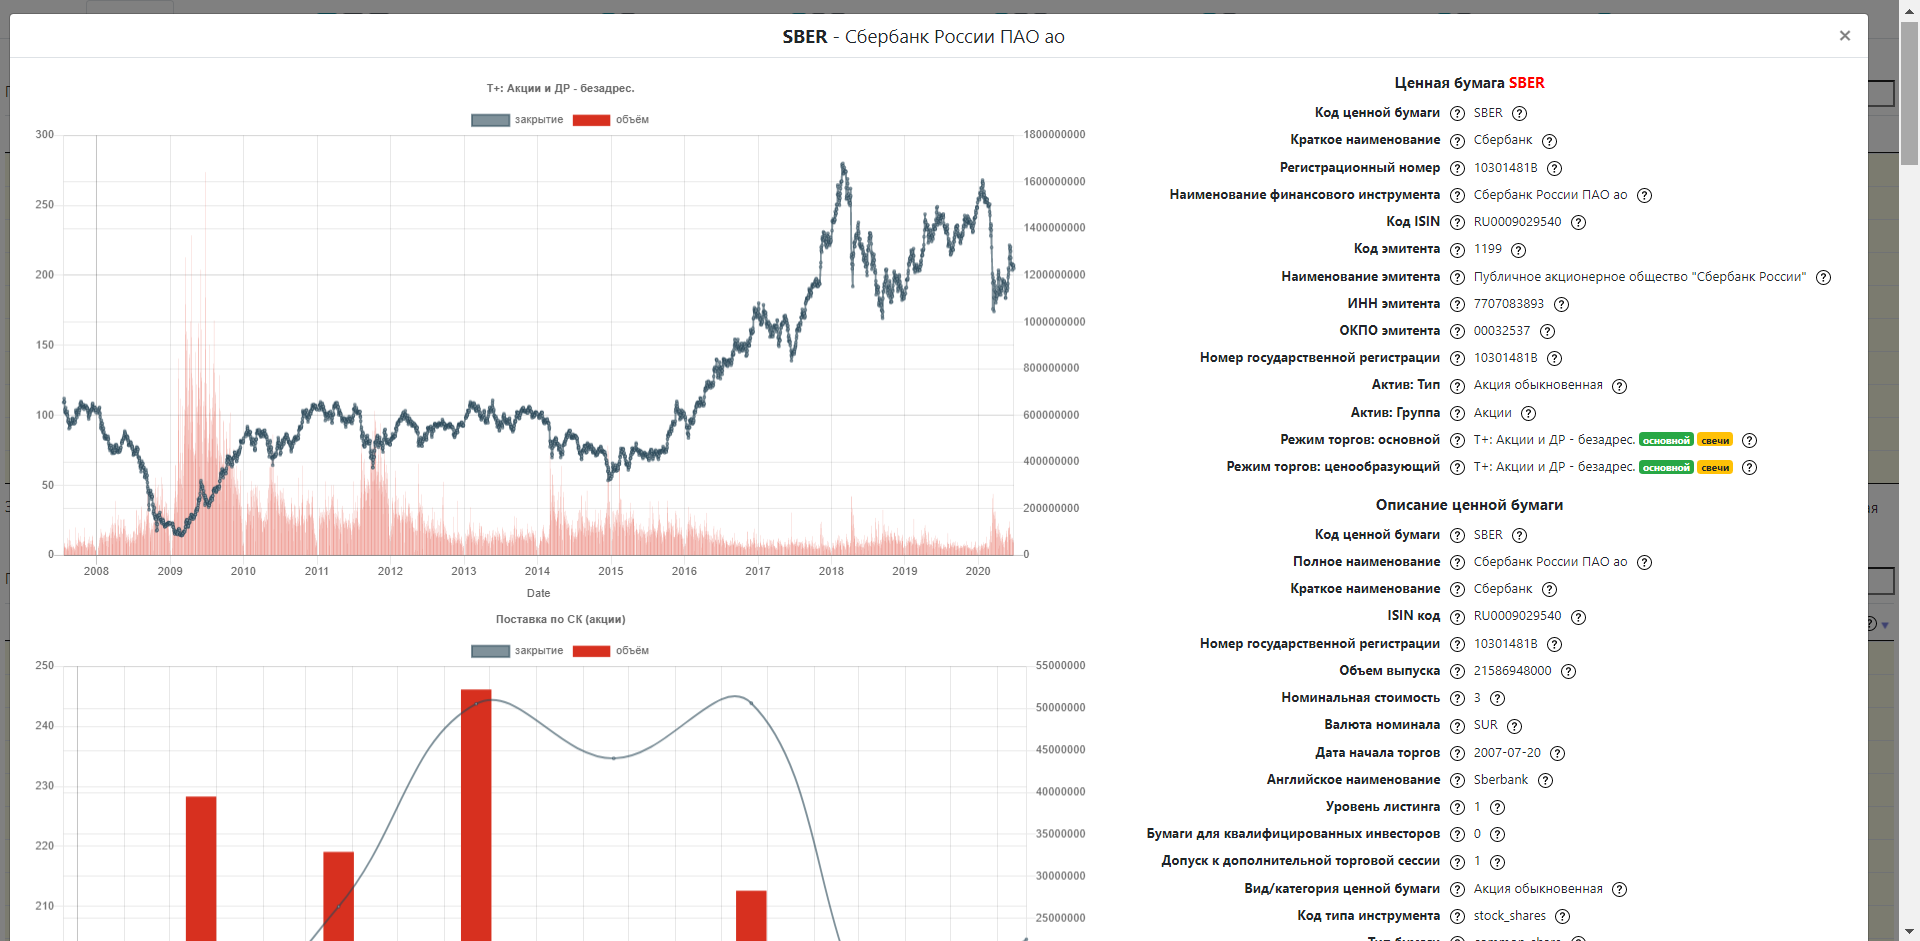 SBER - Сбербанк России ПАО ао
×
Т+: Акции и ДР - безадрес.
закрытие
объём
300
250
200
150
100
50
0
1800000000
1600000000
1400000000
1200000000
1000000000
800000000
600000000
400000000
200000000
0
2008 2009 2010 2011 2012 2013 2014 2015 2016 2017 2018 2019 2020
Date
Поставка по СК (акции)
закрытие
объём
250
240
230
220
210
55000000
50000000
45000000
40000000
35000000
30000000
25000000
Ценная бумага SBER
Код ценной бумаги ? SBER ?
Краткое наименование ? Сбербанк ?
Регистрационный номер ? 10301481B ?
Наименование финансового инструмента ? Сбербанк России ПАО ао ?
Код ISIN ? RU0009029540 ?
Код эмитента ? 1199 ?
Наименование эмитента ? Публичное акционерное общество "Сбербанк России" ?
ИНН эмитента ? 7707083893 ?
ОКПО эмитента ? 00032537 ?
Номер государственной регистрации ? 10301481B ?
Актив: Тип ? Акция обыкновенная ?
Актив: Группа ? Акции ?
Режим торгов: основной ? Т+: Акции и ДР - безадрес. основной свечи ?
Режим торгов: ценообразующий ? Т+: Акции и ДР - безадрес. основной свечи ?
Описание ценной бумаги
Код ценной бумаги ? SBER ?
Полное наименование ? Сбербанк России ПАО ао ?
Краткое наименование ? Сбербанк ?
ISIN код ? RU0009029540 ?
Номер государственной регистрации ? 10301481B ?
Объем выпуска ? 21586948000 ?
Номинальная стоимость ? 3 ?
Валюта номинала ? SUR ?
Дата начала торгов ? 2007-07-20 ?
Английское наименование ? Sberbank ?
Уровень листинга ? 1 ?
Бумаги для квалифицированных инвесторов ? 0 ?
Допуск к дополнительной торговой сессии ? 1 ?
Вид/категория ценной бумаги ? Акция обыкновенная ?
Код типа инструмента ? stock_shares ?